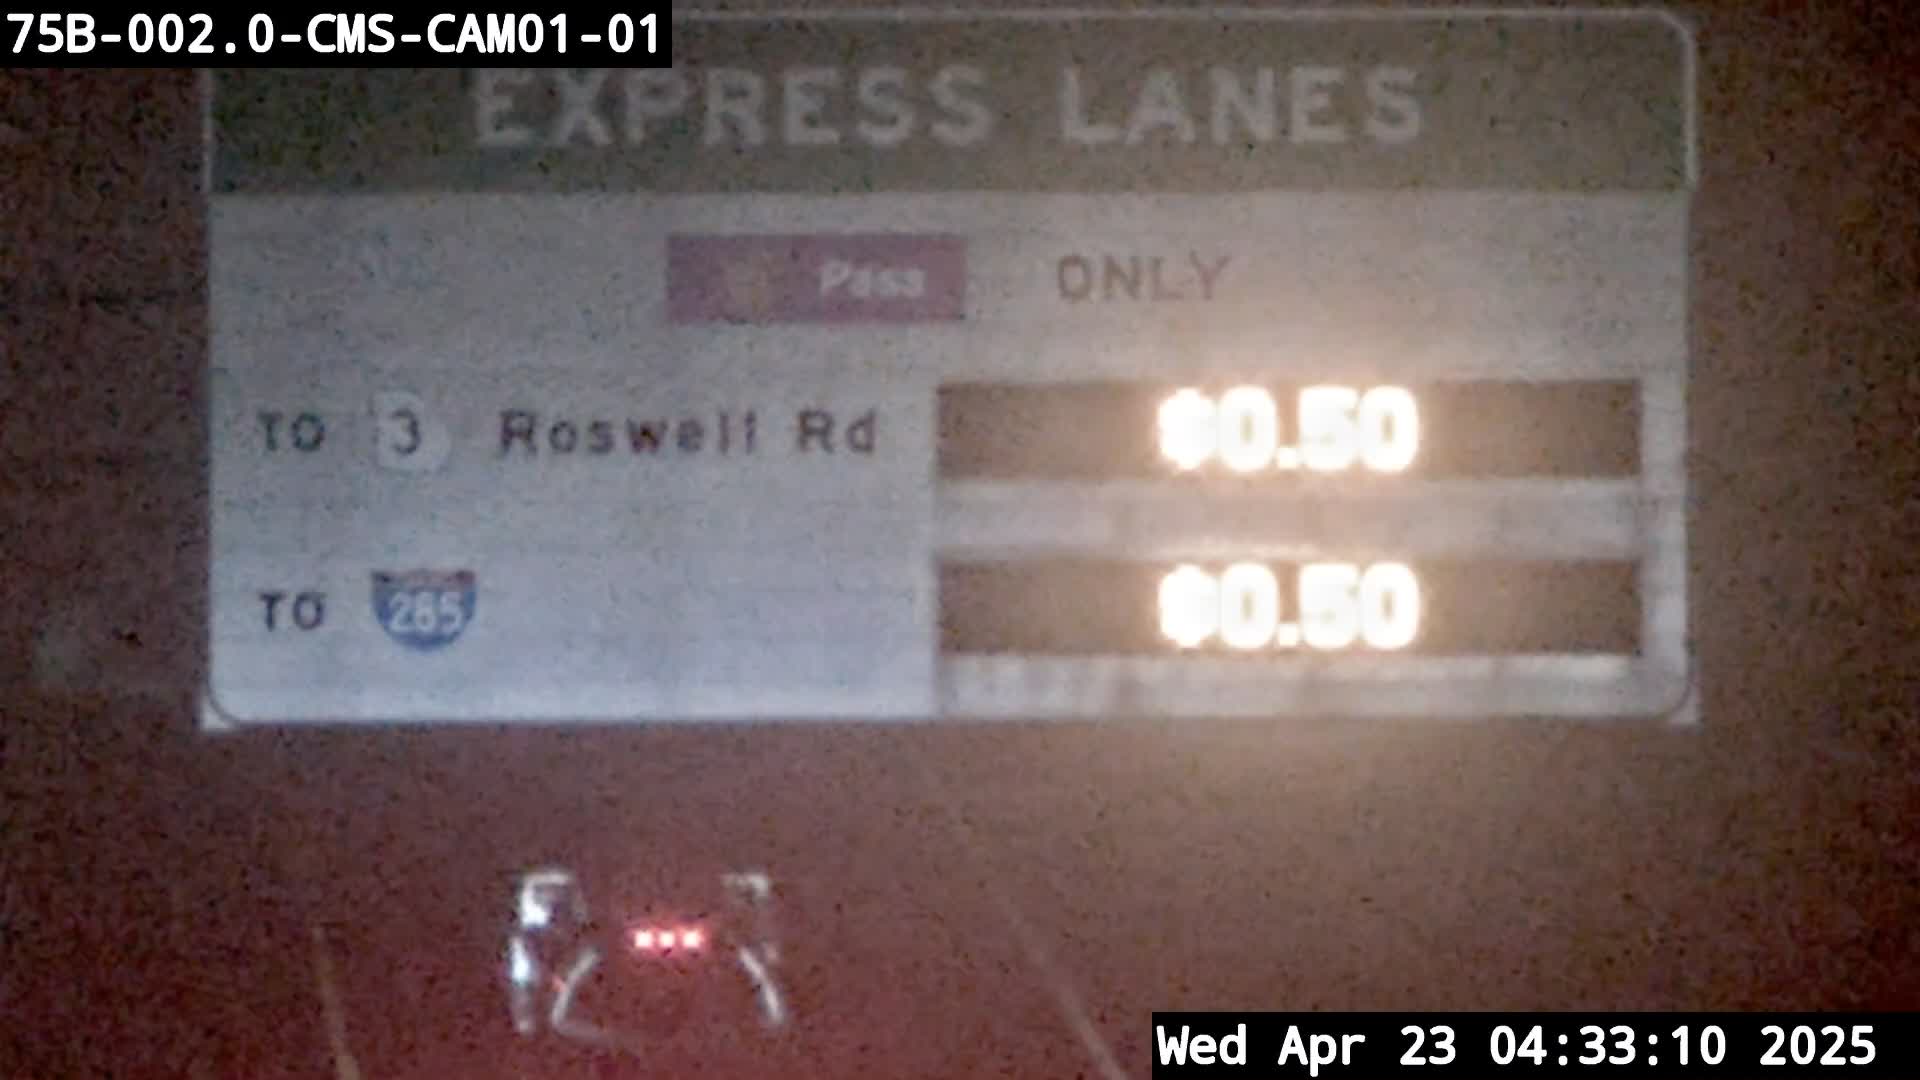 75B-002.0-CMS-CAM01-01
EXPRESS LANES
Pass ONLY
TO 3 Roswell Rd $0.50
TO 285 $0.50
Wed Apr 23 04:33:10 2025